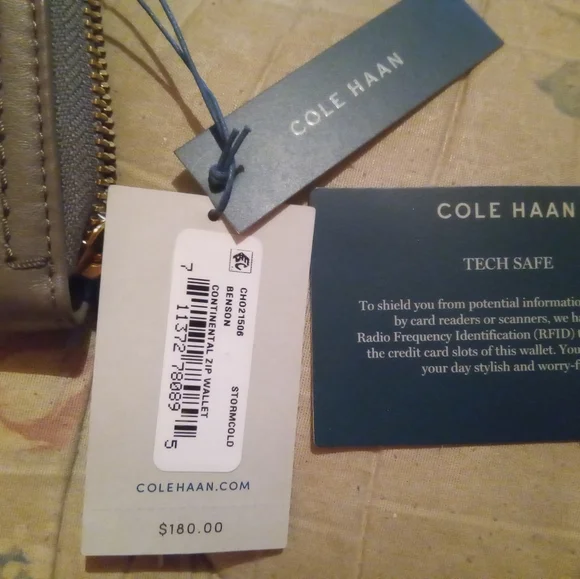 COLE HAAN
COLE HAAN
TECH SAFE
To shield you from potential informatio
by card readers or scanners, we ha
Radio Frequency Identification (RFID)
the credit card slots of this wallet. You
your day stylish and worry-f
CH021506
BENSON STORMCOLD
CONTINENTAL ZIP WALLET
7 11372 78089 5
COLEHAAN.COM
$180.00